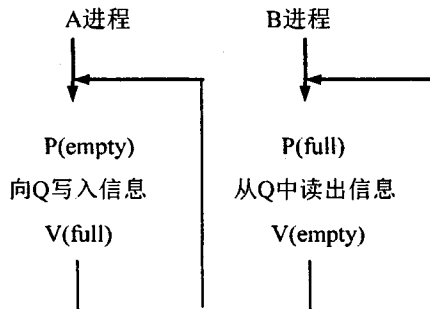 A进程
P(empty)
向Q写入信息
V(full)
B进程
P(full)
从Q中读出信息
V(empty)